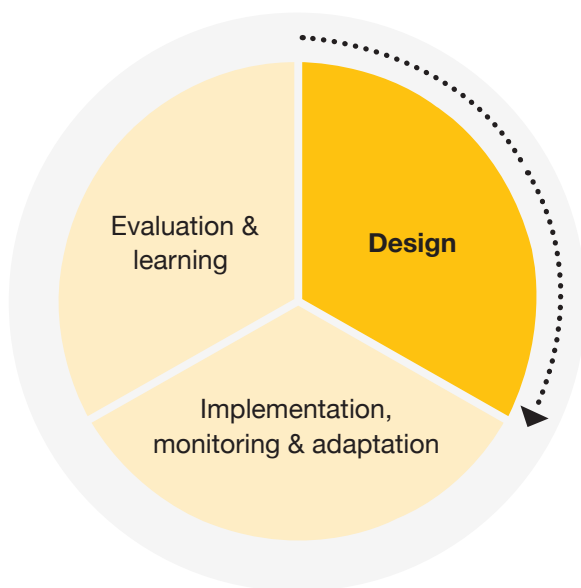 Evaluation &
learning
Design
Implementation,
monitoring & adaptation